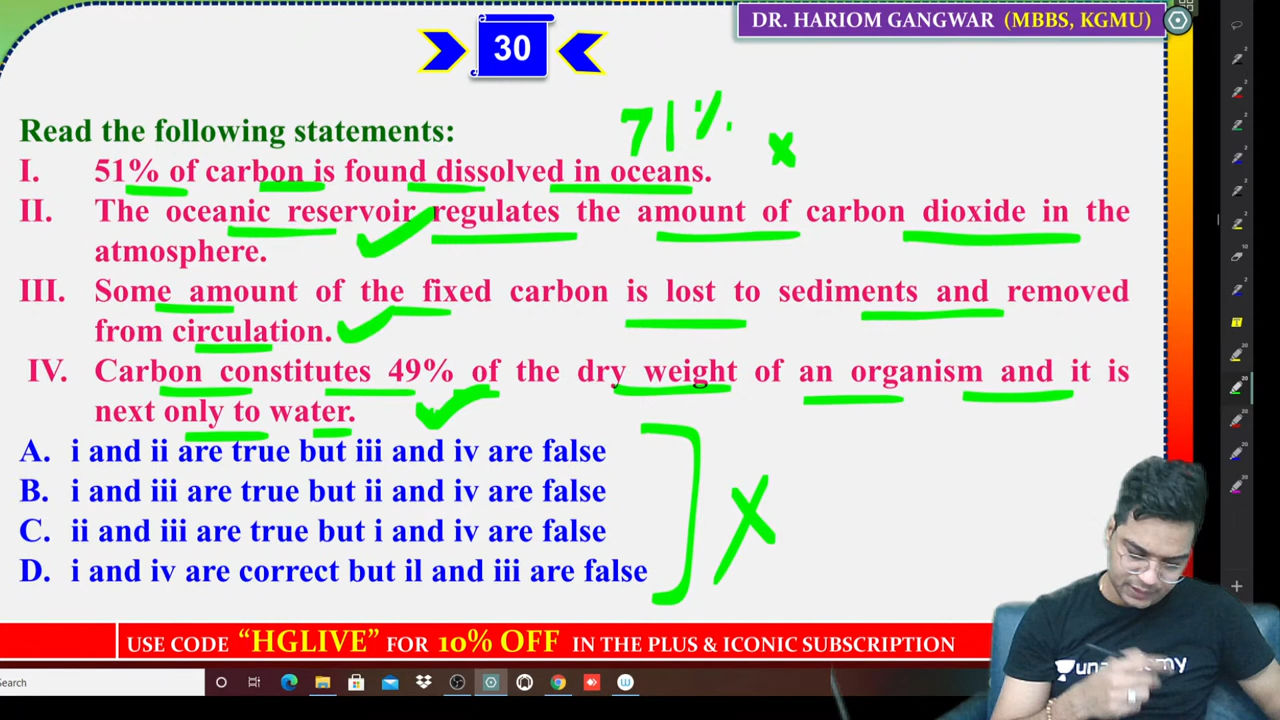 DR. HARIOM GANGWAR (MBBS, KGMU)
30
71%
Read the following statements:
I. 51% of carbon is found dissolved in oceans.
II. The oceanic reservoir regulates the amount of carbon dioxide in the
atmosphere.
III. Some amount of the fixed carbon is lost to sediments and removed
from circulation.
IV. Carbon constitutes 49% of the dry weight of an organism and it is
next only to water.
A. i and ii are true but iii and iv are false
B. i and iii are true but ii and iv are false
C. ii and iii are true but i and iv are false
D. i and iv are correct but il and iii are false
USE CODE “HGLIVE” FOR 10% OFF IN THE PLUS & ICONIC SUBSCRIPTION
Search